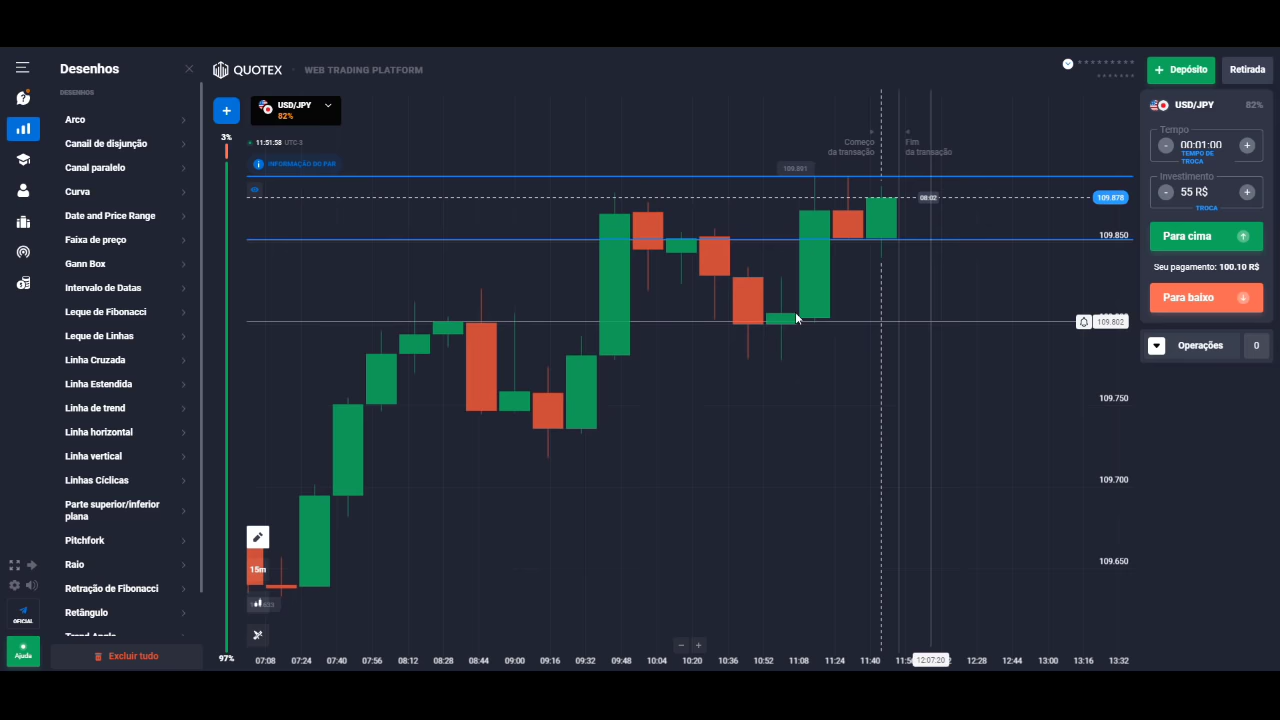 Desenhos
QUOTEX
WEB TRADING PLATFORM
Depósito
Retirada
DESENHOS
Arco
Canail de disjunção
Canal paralelo
Curva
Date and Price Range
Faixa de preço
Gann Box
Intervalo de Datas
Leque de Fibonacci
Leque de Linhas
Linha Cruzada
Linha Estendida
Linha de trend
Linha horizontal
Linha vertical
Linhas Cíclicas
Parte superior/inferior
plana
Pitchfork
Raio
Retração de Fibonacci
Retângulo
Trend Angle
Excluir tudo
OFICIAL
Ajuda
USD/JPY
82%
3%
11:51:58 UTC-3
INFORMAÇÃO DO PAR
Começo
da transação
Fim
da transação
109.891
08:02
109.878
109.850
109.802
109.750
109.700
109.650
15m
97%
07:08 07:24 07:40 07:56 08:12 08:28 08:44 09:00 09:16 09:32 09:48 10:04 10:20 10:36 10:52 11:08 11:24 11:40 12:07:20 12:28 12:44 13:00 13:16 13:32
USD/JPY 82%
Tempo
- 00:01:00 +
TEMPO DE
TROCA
Investimento
- 55 R$ +
TROCA
Para cima
Seu pagamento: 100.10 R$
Para baixo
Operações 0